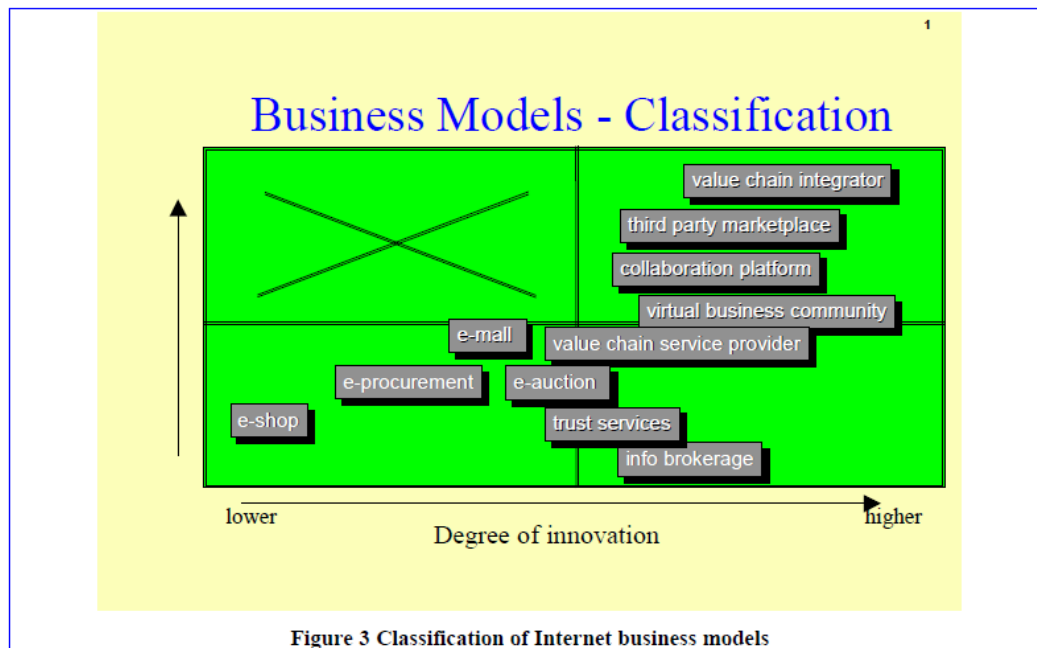 1
Business Models - Classification
value chain integrator
third party marketplace
collaboration platform
virtual business community
e-mall
value chain service provider
e-procurement
e-auction
e-shop
trust services
info brokerage
lower
higher
Degree of innovation
Figure 3 Classification of Internet business models